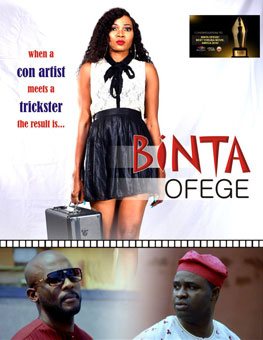 when a
con artist
meets a
trickster
the result is...
BINTA
OFEGE